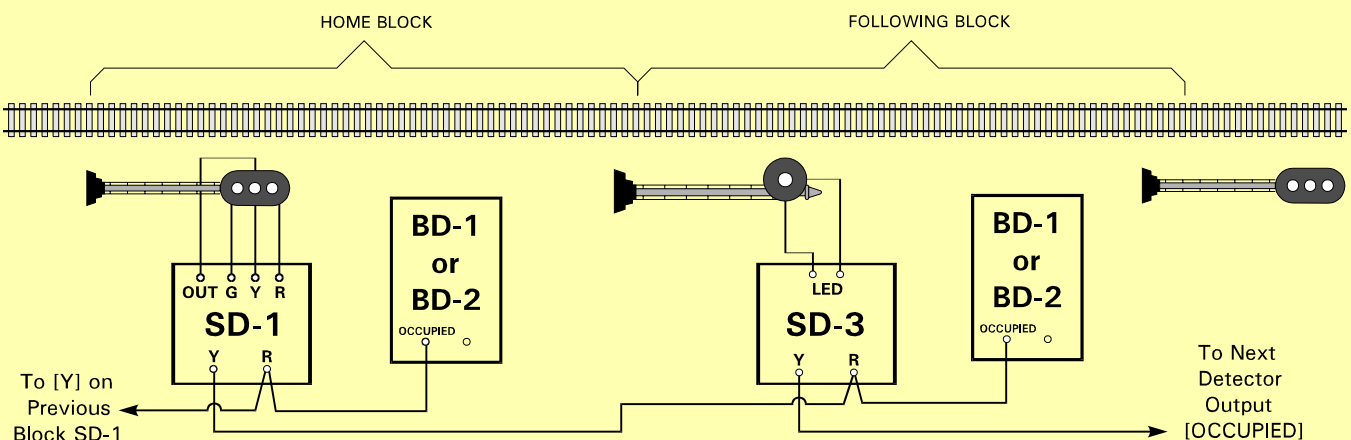 HOME BLOCK
FOLLOWING BLOCK
OUT G Y R
SD-1
Y R
BD-1
or
BD-2
OCCUPIED
LED
SD-3
Y R
BD-1
or
BD-2
OCCUPIED
To [Y] on
Previous
Block SD-1
To Next
Detector
Output
[OCCUPIED]